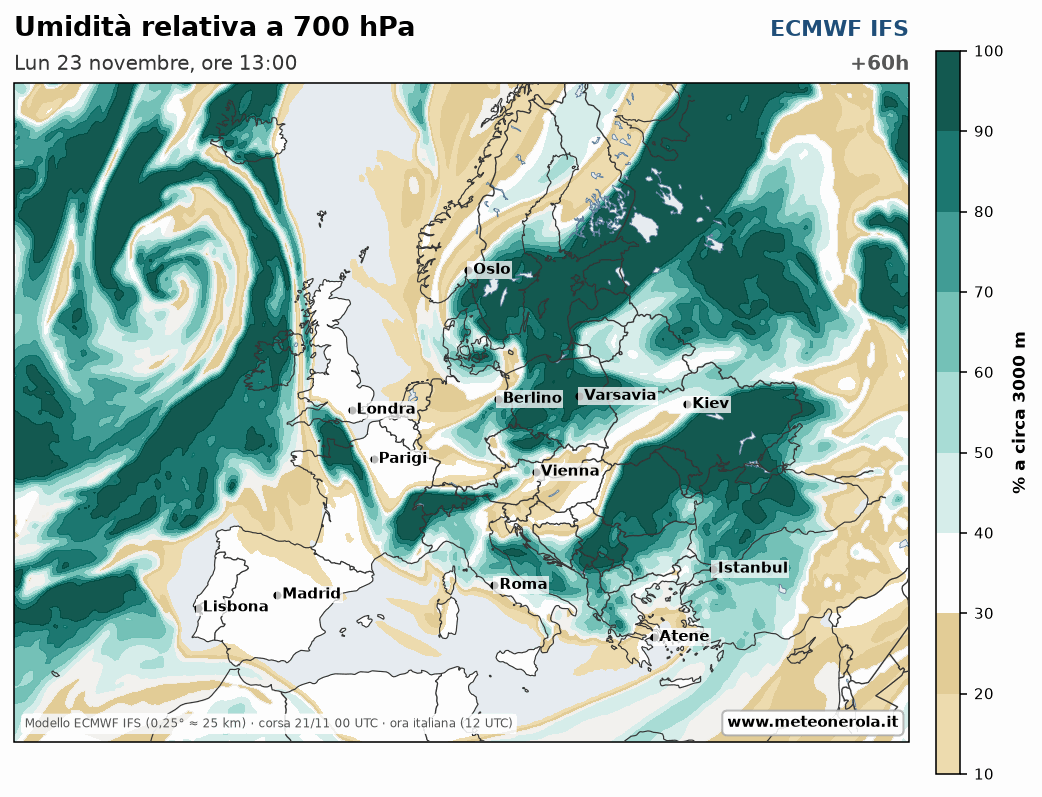 Umidità relativa a 700 hPa
ECMWF IFS
Lun 23 novembre, ore 13:00
+60h
100
90
80
70
60
50
40
30
20
10
% a circa 3000 m
Oslo
Berlino
Varsavia
Kiev
Londra
Parigi
Vienna
Istanbul
Roma
Madrid
Lisbona
Atene
Modello ECMWF IFS (0,25° ≈ 25 km) · corsa 21/11 00 UTC · ora italiana (12 UTC)
www.meteonerola.it